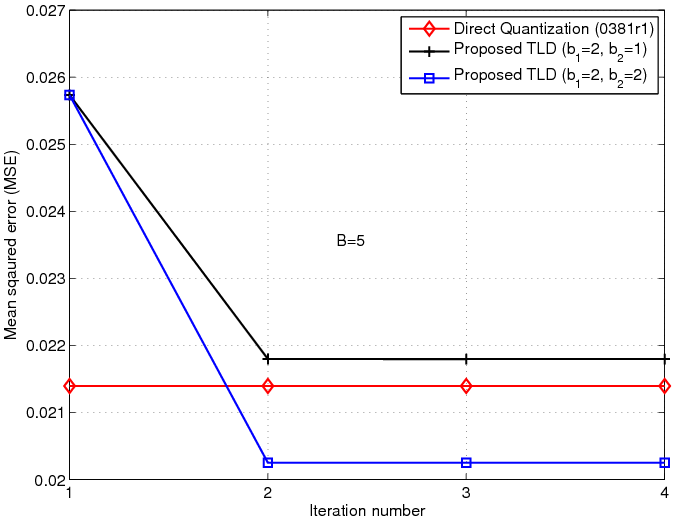 0.027
Direct Quantization (0381r1)
Proposed TLD (b1=2, b2=1)
Proposed TLD (b1=2, b2=2)
0.026
0.025
0.024
0.023
0.022
0.021
0.02
Mean sqaured error (MSE)
B=5
1
2
3
4
Iteration number